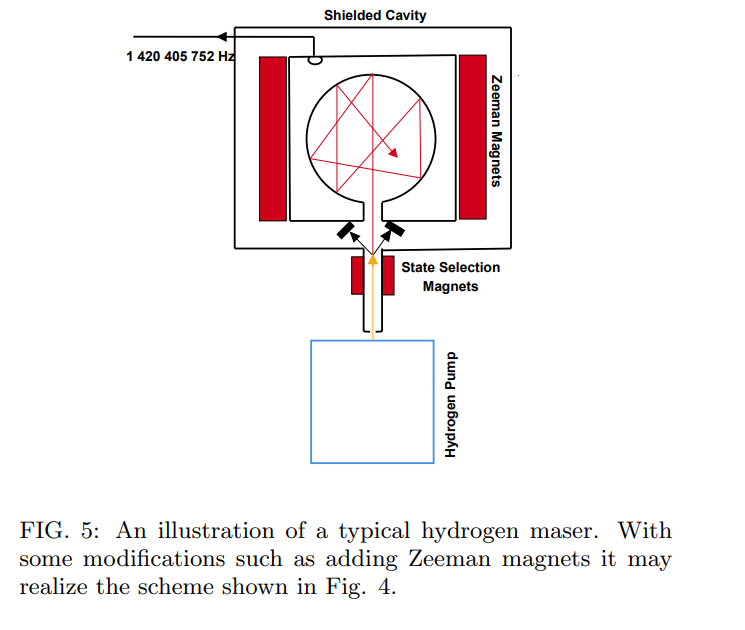 Shielded Cavity
1 420 405 752 Hz
Zeeman Magnets
State Selection
Magnets
Hydrogen Pump
FIG. 5: An illustration of a typical hydrogen maser. With
some modifications such as adding Zeeman magnets it may
realize the scheme shown in Fig. 4.